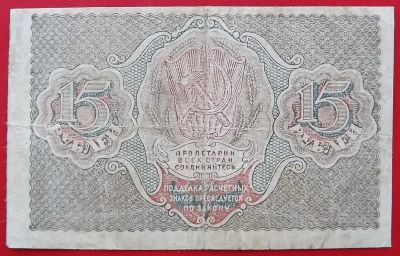 15
РУБЛЕЙ
15
РУБЛЕЙ
ПРОЛЕТАРИИ
ВСЕХ СТРАН
СОЕДИНЯЙТЕСЬ
ПОДДЕЛКА РАСЧЕТНЫХ
ЗНАКОВ ПРЕСЛЕДУЕТСЯ
ПО ЗАКОНУ